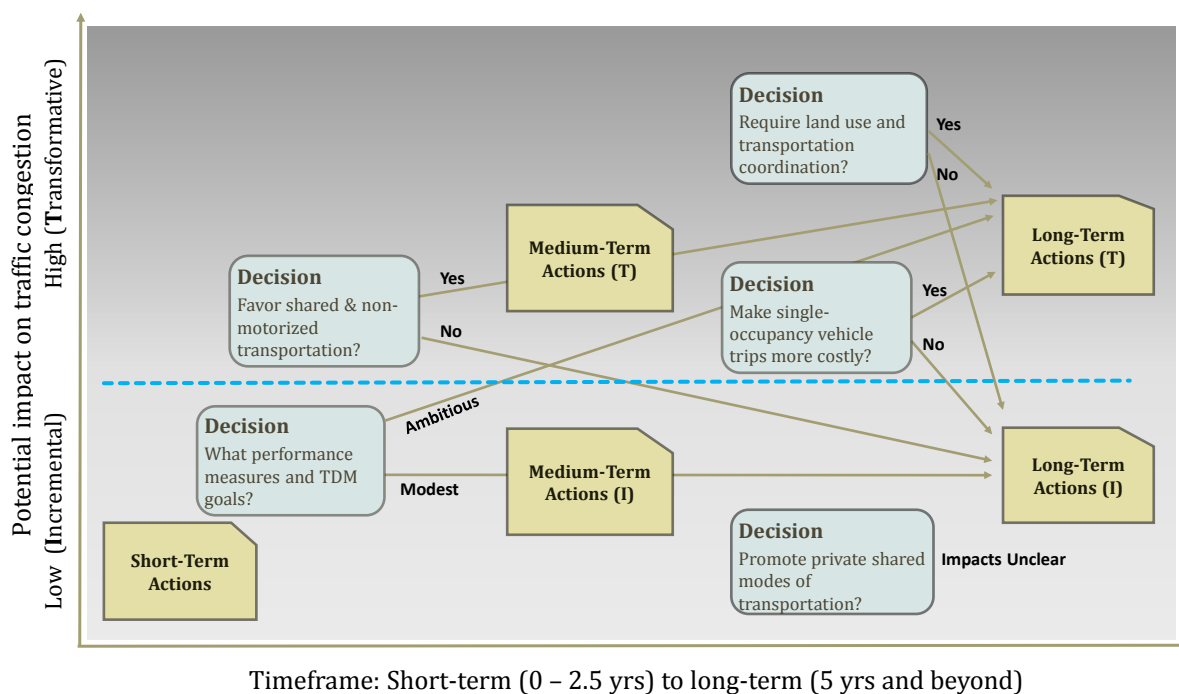 Potential impact on traffic congestion
Low (Incremental)
High (Transformative)
Decision
Require land use and
transportation
coordination?
Yes
No
Medium-Term
Actions (T)
Long-Term
Actions (T)
Decision
Favor shared & non-
motorized
transportation?
Yes
No
Decision
Make single-
occupancy vehicle
trips more costly?
Yes
No
Decision
What performance
measures and TDM
goals?
Ambitious
Modest
Medium-Term
Actions (I)
Long-Term
Actions (I)
Short-Term
Actions
Decision
Promote private shared
modes of
transportation?
Impacts Unclear
Timeframe: Short-term (0 – 2.5 yrs) to long-term (5 yrs and beyond)